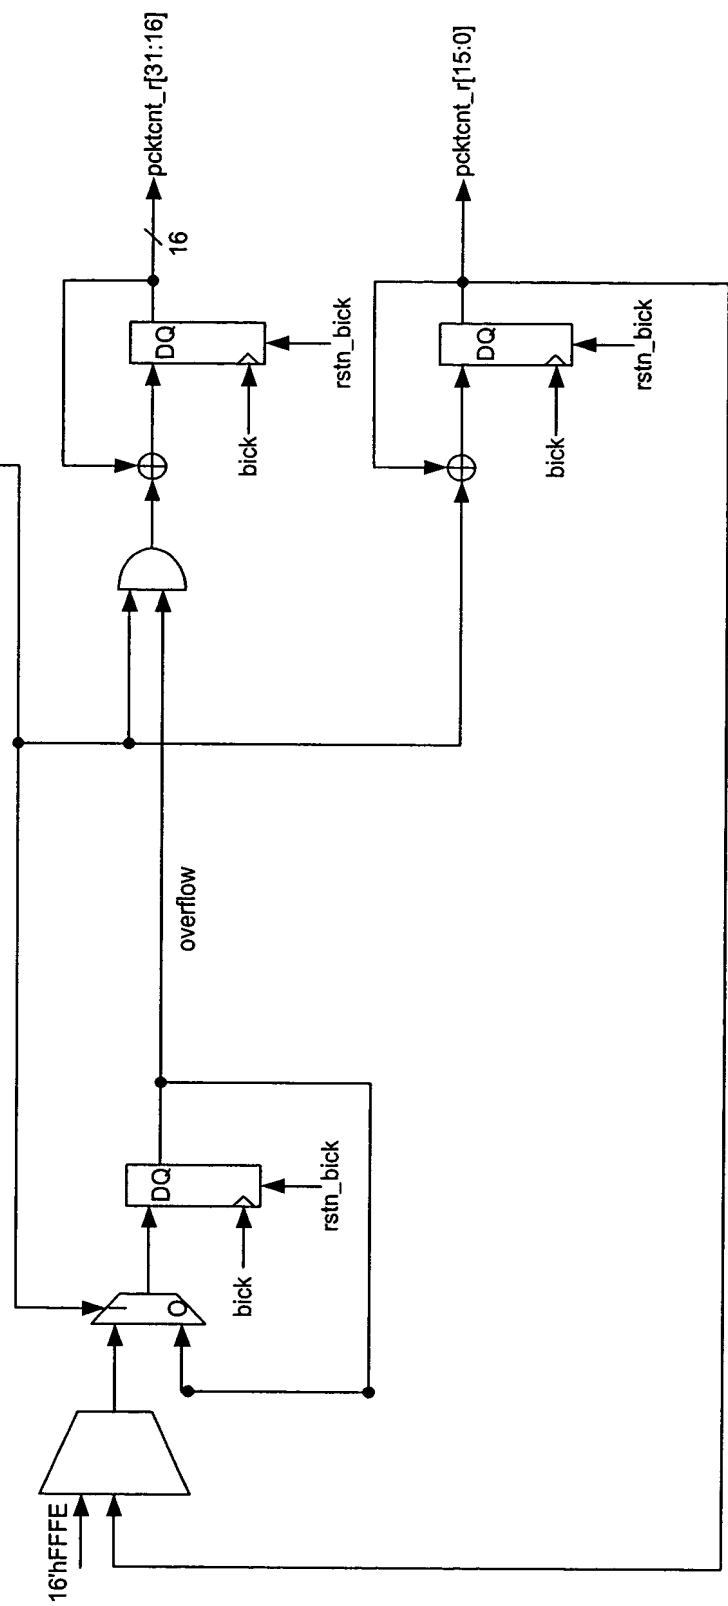 pcktcnt_r[31:16]
16
DQ
rstn_bick
bick
pcktcnt_r[15:0]
DQ
rstn_bick
bick
overflow
DQ
rstn_bick
bick
1
0
16'hFFFE